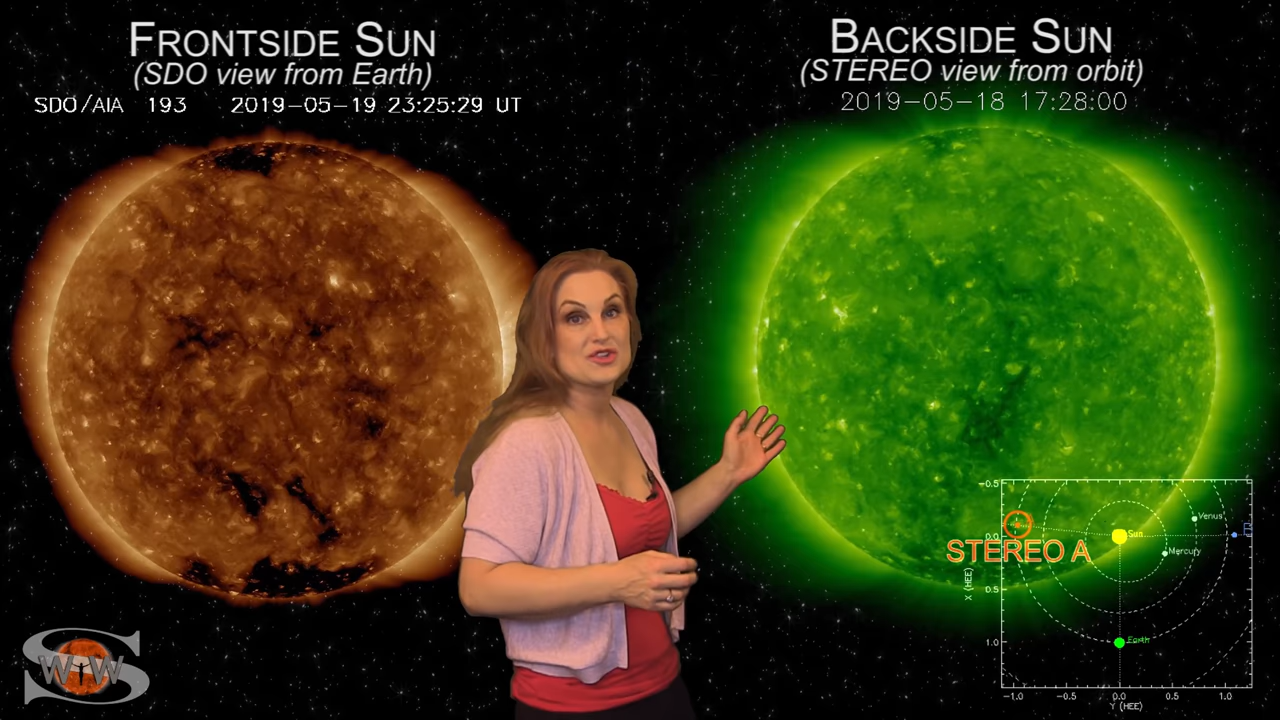 FRONTSIDE SUN
(SDO view from Earth)
SDO/AIA 193 2019-05-19 23:25:29 UT
BACKSIDE SUN
(STEREO view from orbit)
2019-05-18 17:28:00
-0.5
Venus
Sun
0.0
STEREO A
Mercury
X (HEE)
0.5
1.0
Earth
-1.0 -0.5 0.0 0.5 1.0
Y (HEE)
S
WTW